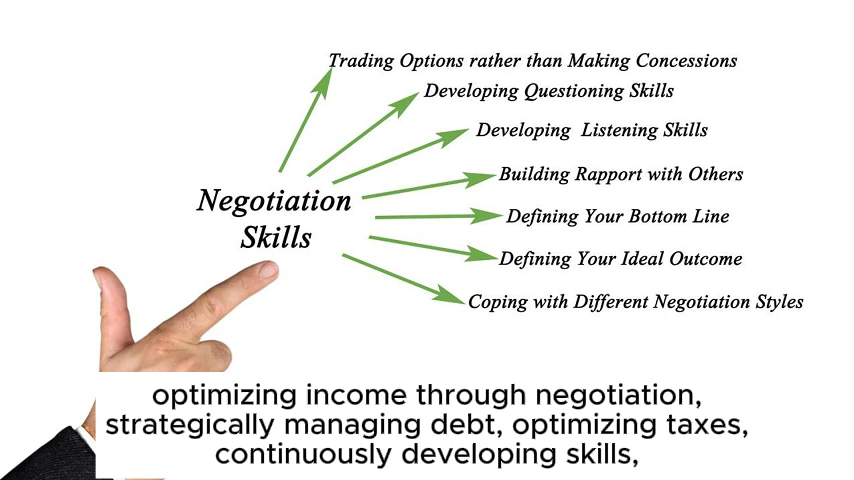 Trading Options rather than Making Concessions
Developing Questioning Skills
Developing Listening Skills
Building Rapport with Others
Negotiation
Skills
Defining Your Bottom Line
Defining Your Ideal Outcome
Coping with Different Negotiation Styles
optimizing income through negotiation,
strategically managing debt, optimizing taxes,
continuously developing skills,